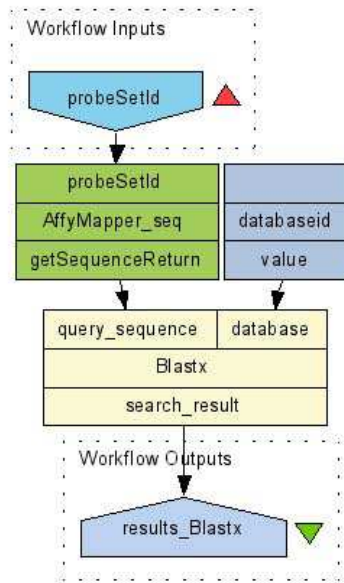 Workflow Inputs
probeSetId
probeSetId
AffyMapper_seq databaseid
getSequenceReturn value
query_sequence database
Blastx
search_result
Workflow Outputs
results_Blastx